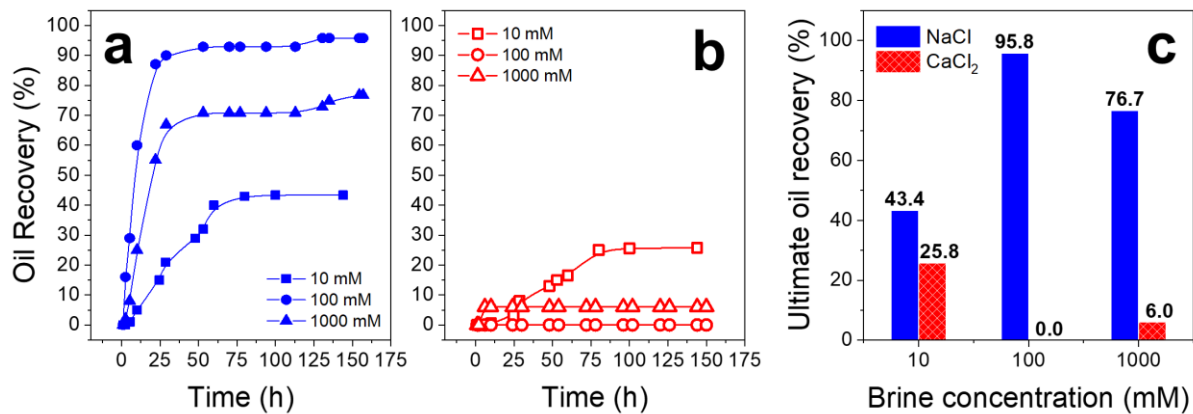 Oil Recovery (%)
100
90
80
70
60
50
40
30
20
10
0
a
10 mM
100 mM
1000 mM
0 25 50 75 100 125 150 175
Time (h)
100
90
80
70
60
50
40
30
20
10
0
b
10 mM
100 mM
1000 mM
0 25 50 75 100 125 150 175
Time (h)
Ultimate oil recovery (%)
100
80
60
40
20
0
c
NaCl
CaCl₂
43.4
25.8
95.8
0.0
76.7
6.0
10 100 1000
Brine concentration (mM)